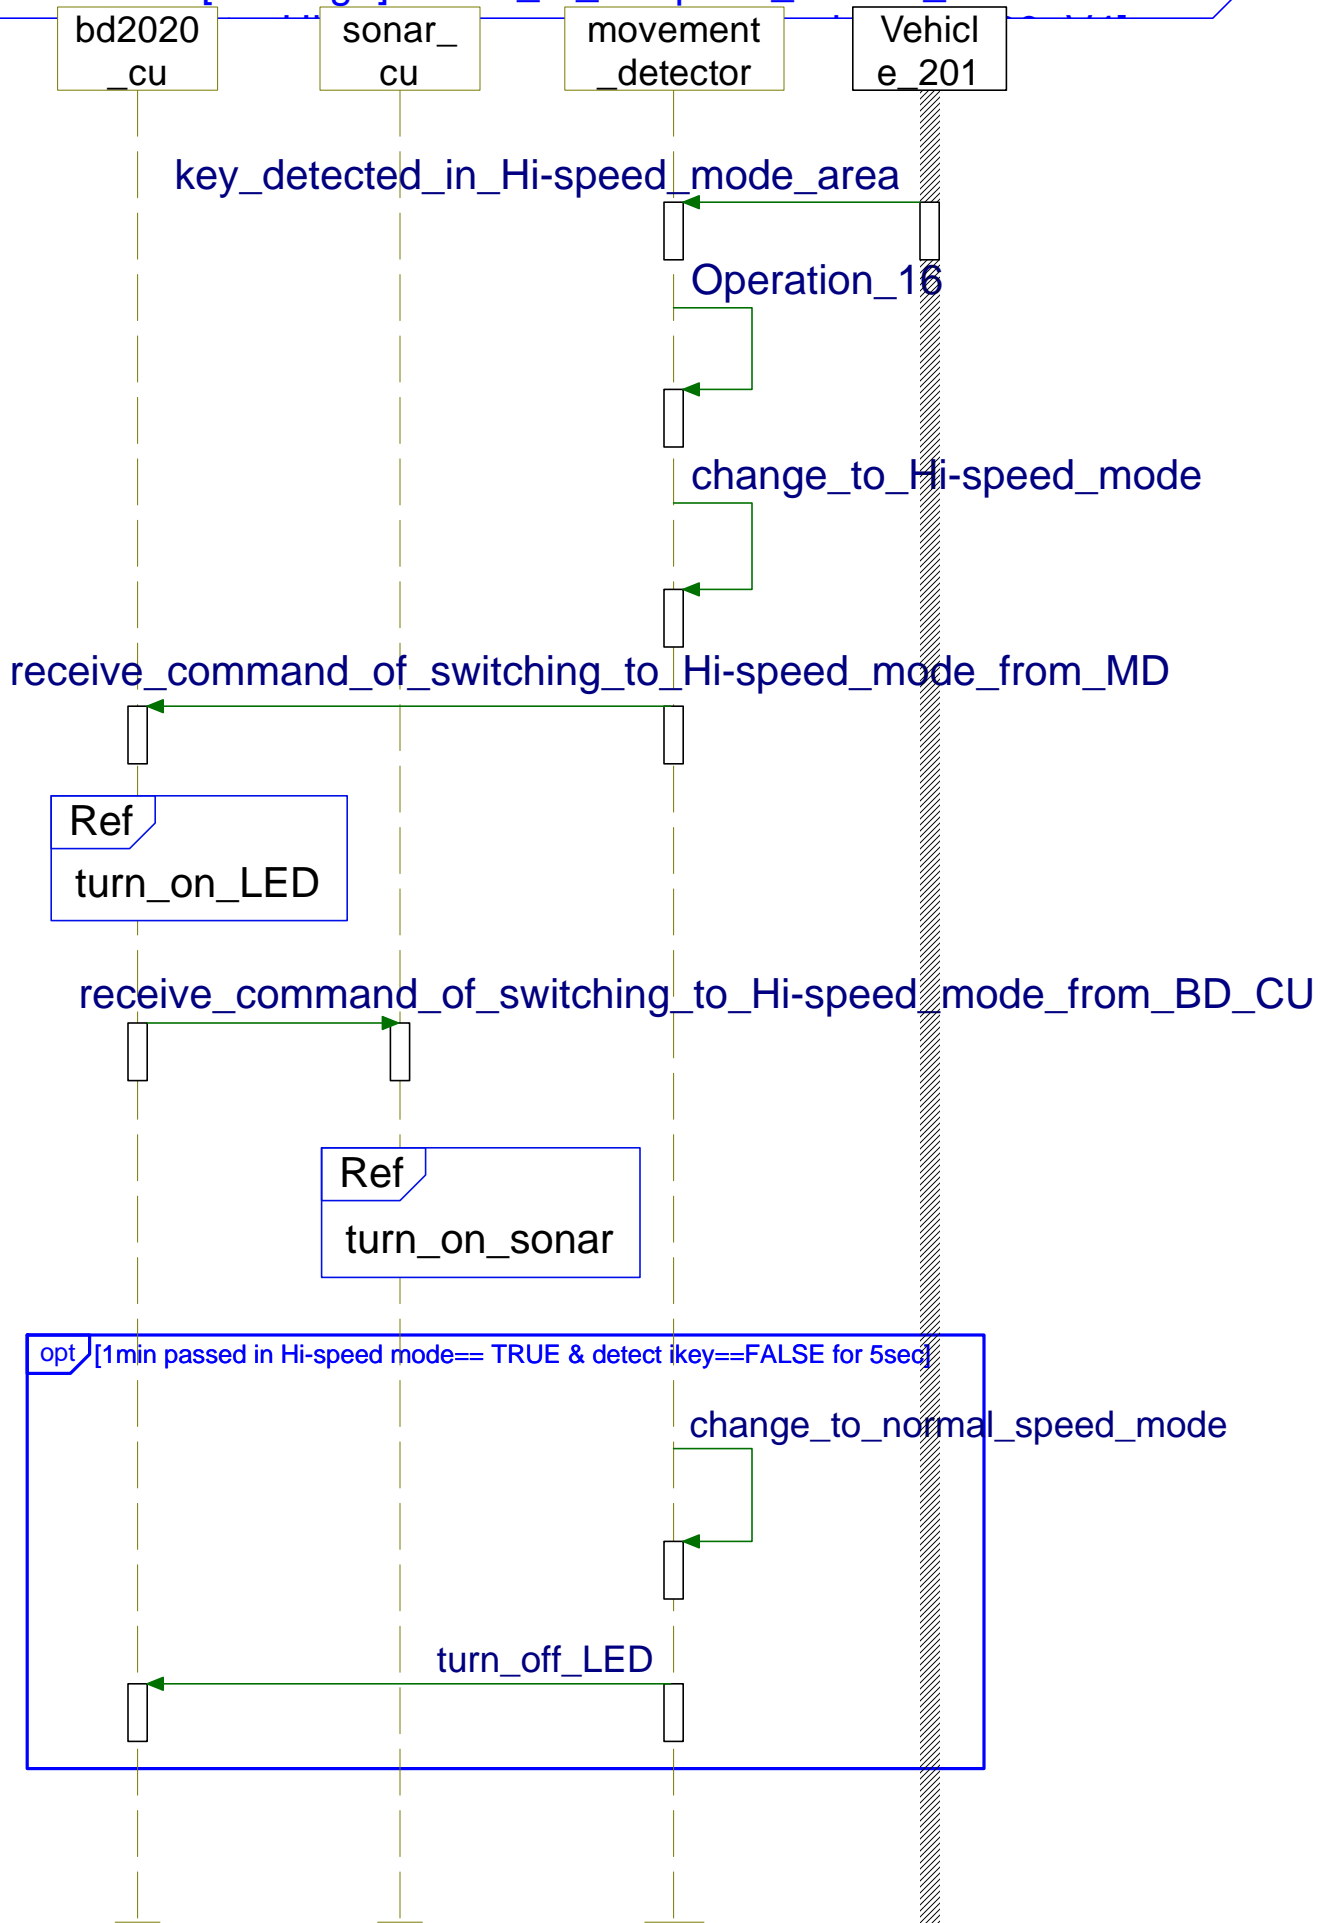 bd2020
_cu
sonar_
cu
movement
_detector
Vehicl
e_201
key_detected_in_Hi-speed_mode_area
Operation_16
change_to_Hi-speed_mode
receive_command_of_switching_to_Hi-speed_mode_from_MD
Ref
turn_on_LED
receive_command_of_switching_to_Hi-speed_mode_from_BD_CU
Ref
turn_on_sonar
opt [1min passed in Hi-speed mode== TRUE & detect ikey==FALSE for 5sec]
change_to_normal_speed_mode
turn_off_LED